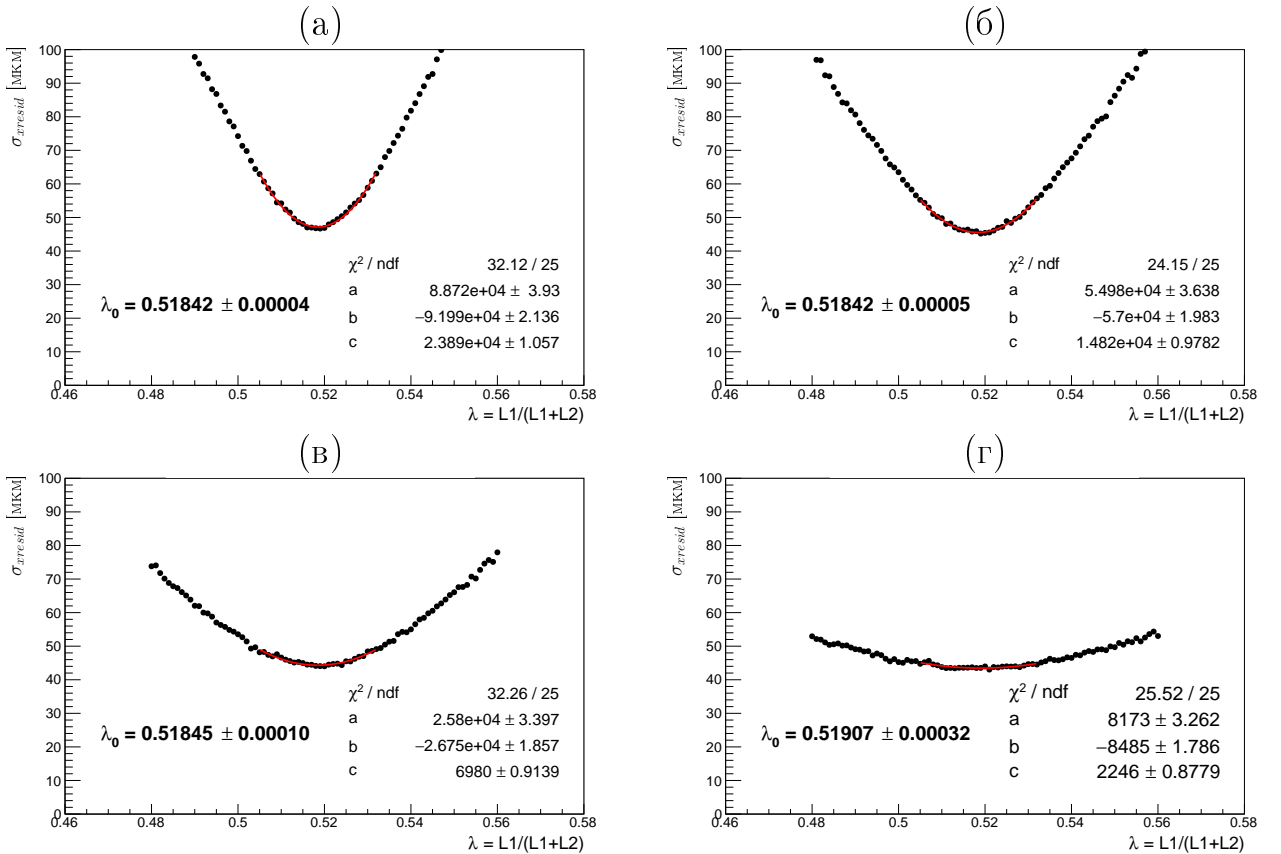 (а)
σxresid [МКМ]
100
90
80
70
60
50
40
30
20
10
0
χ² / ndf 32.12 / 25
a 8.872e+04 ± 3.93
b −9.199e+04 ± 2.136
c 2.389e+04 ± 1.057
λ₀ = 0.51842 ± 0.00004
0.46 0.48 0.5 0.52 0.54 0.56 0.58
λ = L1/(L1+L2)
(б)
σxresid [МКМ]
100
90
80
70
60
50
40
30
20
10
0
χ² / ndf 24.15 / 25
a 5.498e+04 ± 3.638
b −5.7e+04 ± 1.983
c 1.482e+04 ± 0.9782
λ₀ = 0.51842 ± 0.00005
0.46 0.48 0.5 0.52 0.54 0.56 0.58
λ = L1/(L1+L2)
(в)
σxresid [МКМ]
100
90
80
70
60
50
40
30
20
10
0
χ² / ndf 32.26 / 25
a 2.58e+04 ± 3.397
b −2.675e+04 ± 1.857
c 6980 ± 0.9139
λ₀ = 0.51845 ± 0.00010
0.46 0.48 0.5 0.52 0.54 0.56 0.58
λ = L1/(L1+L2)
(г)
σxresid [МКМ]
100
90
80
70
60
50
40
30
20
10
0
χ² / ndf 25.52 / 25
a 8173 ± 3.262
b −8485 ± 1.786
c 2246 ± 0.8779
λ₀ = 0.51907 ± 0.00032
0.46 0.48 0.5 0.52 0.54 0.56 0.58
λ = L1/(L1+L2)